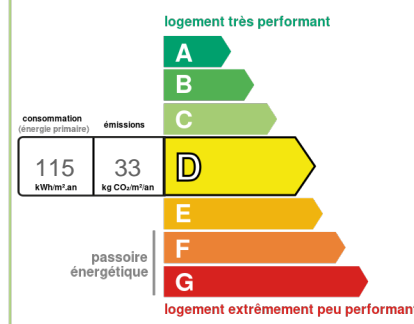 logement très performant
A
B
C
consommation
(énergie primaire)
émissions
115
kWh/m².an
33
kg CO₂/m²/an
D
E
passoire
énergétique
F
G
logement extrêmement peu performant